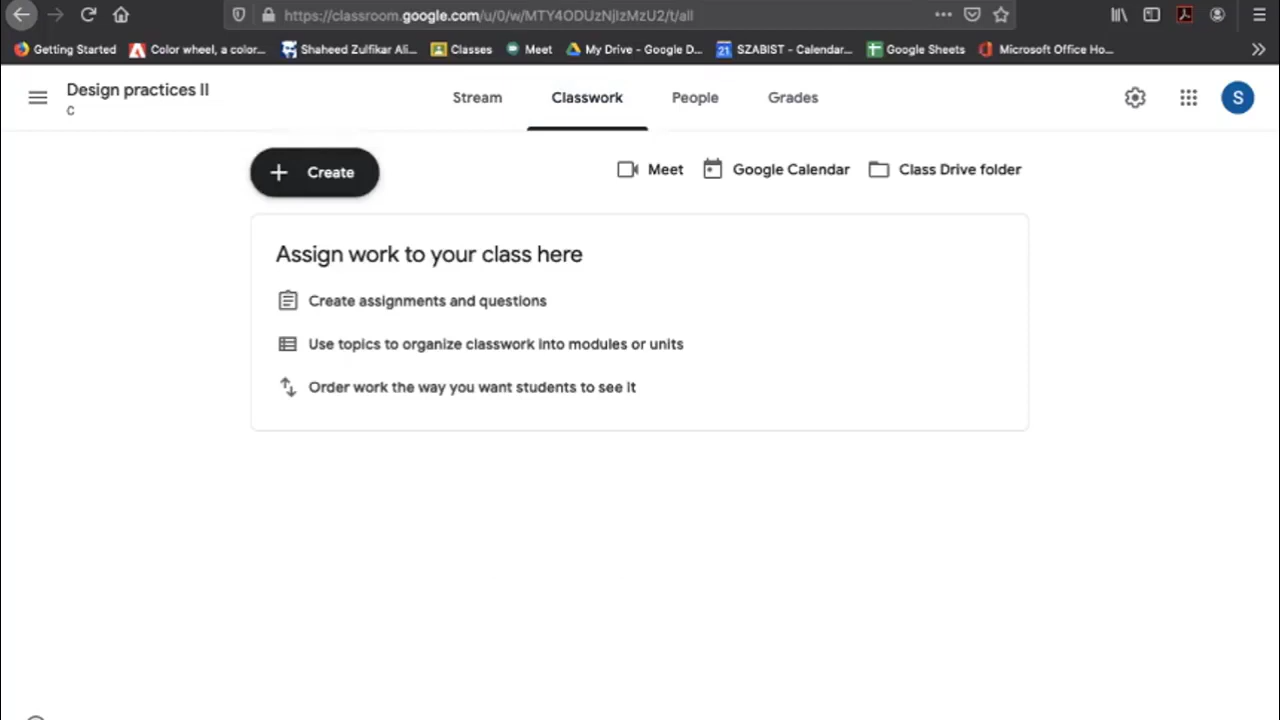 https://classroom.google.com/u/0/w/MTY4ODUzNjIzMzU2/t/all
Getting Started Color wheel, a color... Shaheed Zulfikar Ali... Classes Meet My Drive - Google D... 21 SZABIST - Calendar... Google Sheets Microsoft Office Ho...
Design practices II
C
Stream Classwork People Grades
S
Create
Meet Google Calendar Class Drive folder
Assign work to your class here
Create assignments and questions
Use topics to organize classwork into modules or units
Order work the way you want students to see it